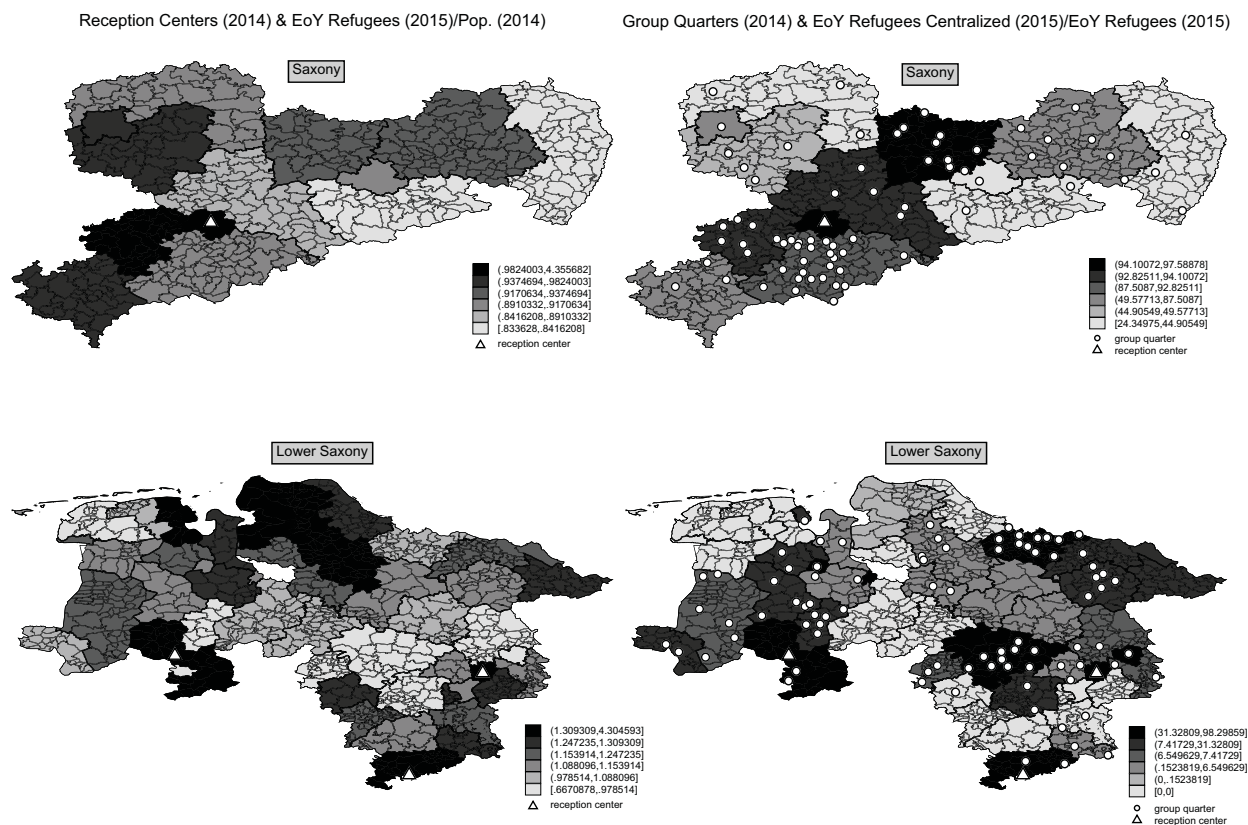 Reception Centers (2014) & EoY Refugees (2015)/Pop. (2014)
Saxony
(.9824003,4.355682]
(.9374694,.9824003]
(.9170634,.9374694]
(.8910332,.9170634]
(.8416208,.8910332]
[.833628,.8416208]
reception center
Group Quarters (2014) & EoY Refugees Centralized (2015)/EoY Refugees (2015)
Saxony
(94.10072,97.58878]
(92.82511,94.10072]
(87.5087,92.82511]
(49.57713,87.5087]
(44.90549,49.57713]
[24.34975,44.90549]
group quarter
reception center
Lower Saxony
(1.309309,4.304593]
(1.247235,1.309309]
(1.153914,1.247235]
(1.088096,1.153914]
(.978514,1.088096]
[.6670878,.978514]
reception center
Lower Saxony
(31.32809,98.29859]
(7.41729,31.32809]
(6.549629,7.41729]
(.1523819,6.549629]
(0,.1523819]
[0,0]
group quarter
reception center